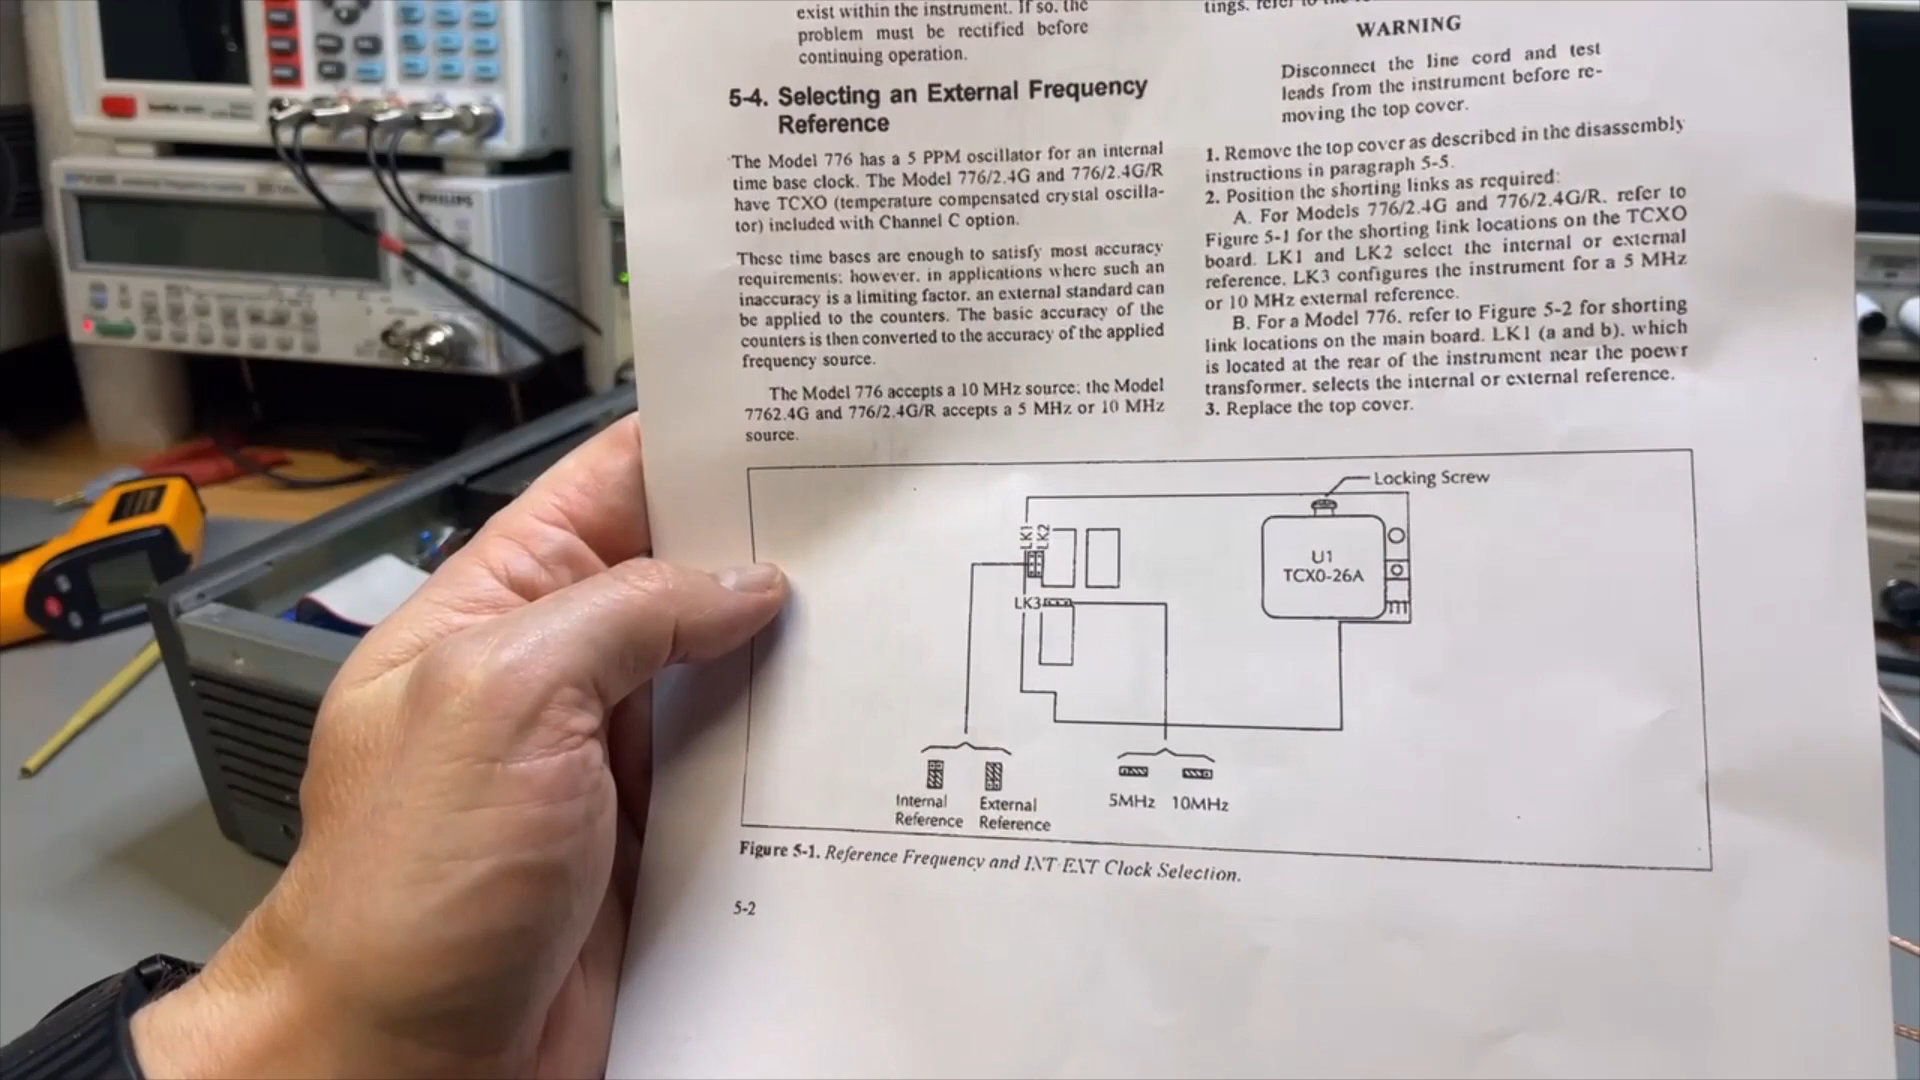 exist within the instrument. If so, the
problem must be rectified before
continuing operation.
5-4. Selecting an External Frequency
Reference
The Model 776 has a 5 PPM oscillator for an internal
time base clock. The Model 776/2.4G and 776/2.4G/R
have TCXO (temperature compensated crystal oscilla-
tor) included with Channel C option.
These time bases are enough to satisfy most accuracy
requirements; however, in applications where such an
inaccuracy is a limiting factor, an external standard can
be applied to the counters. The basic accuracy of the
counters is then converted to the accuracy of the applied
frequency source.
The Model 776 accepts a 10 MHz source; the Model
7762.4G and 776/2.4G/R accepts a 5 MHz or 10 MHz
source.
tings, refer to the
WARNING
Disconnect the line cord and test
leads from the instrument before re-
moving the top cover.
1. Remove the top cover as described in the disassembly
instructions in paragraph 5-5.
2. Position the shorting links as required:
A. For Models 776/2.4G and 776/2.4G/R, refer to
Figure 5-1 for the shorting link locations on the TCXO
board. LK1 and LK2 select the internal or external
reference. LK3 configures the instrument for a 5 MHz
or 10 MHz external reference.
B. For a Model 776, refer to Figure 5-2 for shorting
link locations on the main board. LK1 (a and b), which
is located at the rear of the instrument near the poewr
transformer, selects the internal or external reference.
3. Replace the top cover.
Locking Screw
LK1
LK2
U1
TCX0-26A
LK3
Internal
Reference
External
Reference
5MHz
10MHz
Figure 5-1. Reference Frequency and INT-EXT Clock Selection.
5-2
PHILIPS